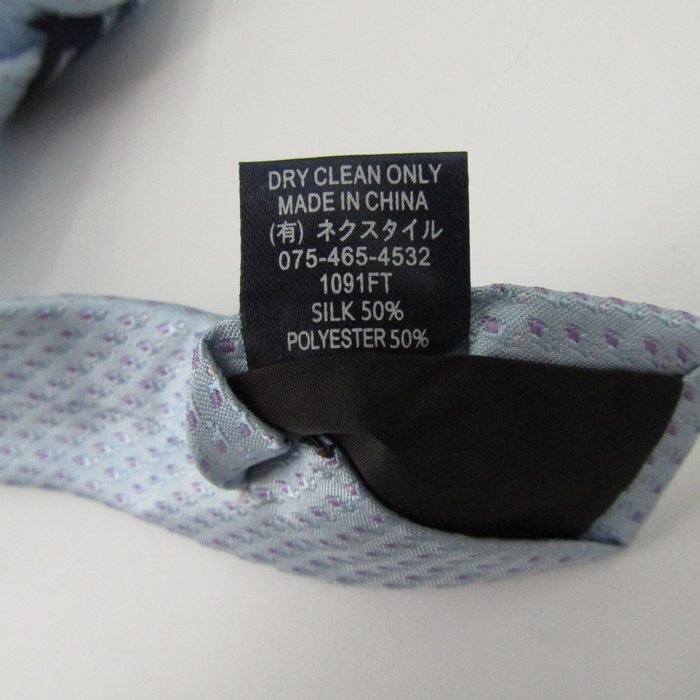 DRY CLEAN ONLY
MADE IN CHINA
(有) ネクスタイル
075-465-4532
1091FT
SILK 50%
POLYESTER 50%